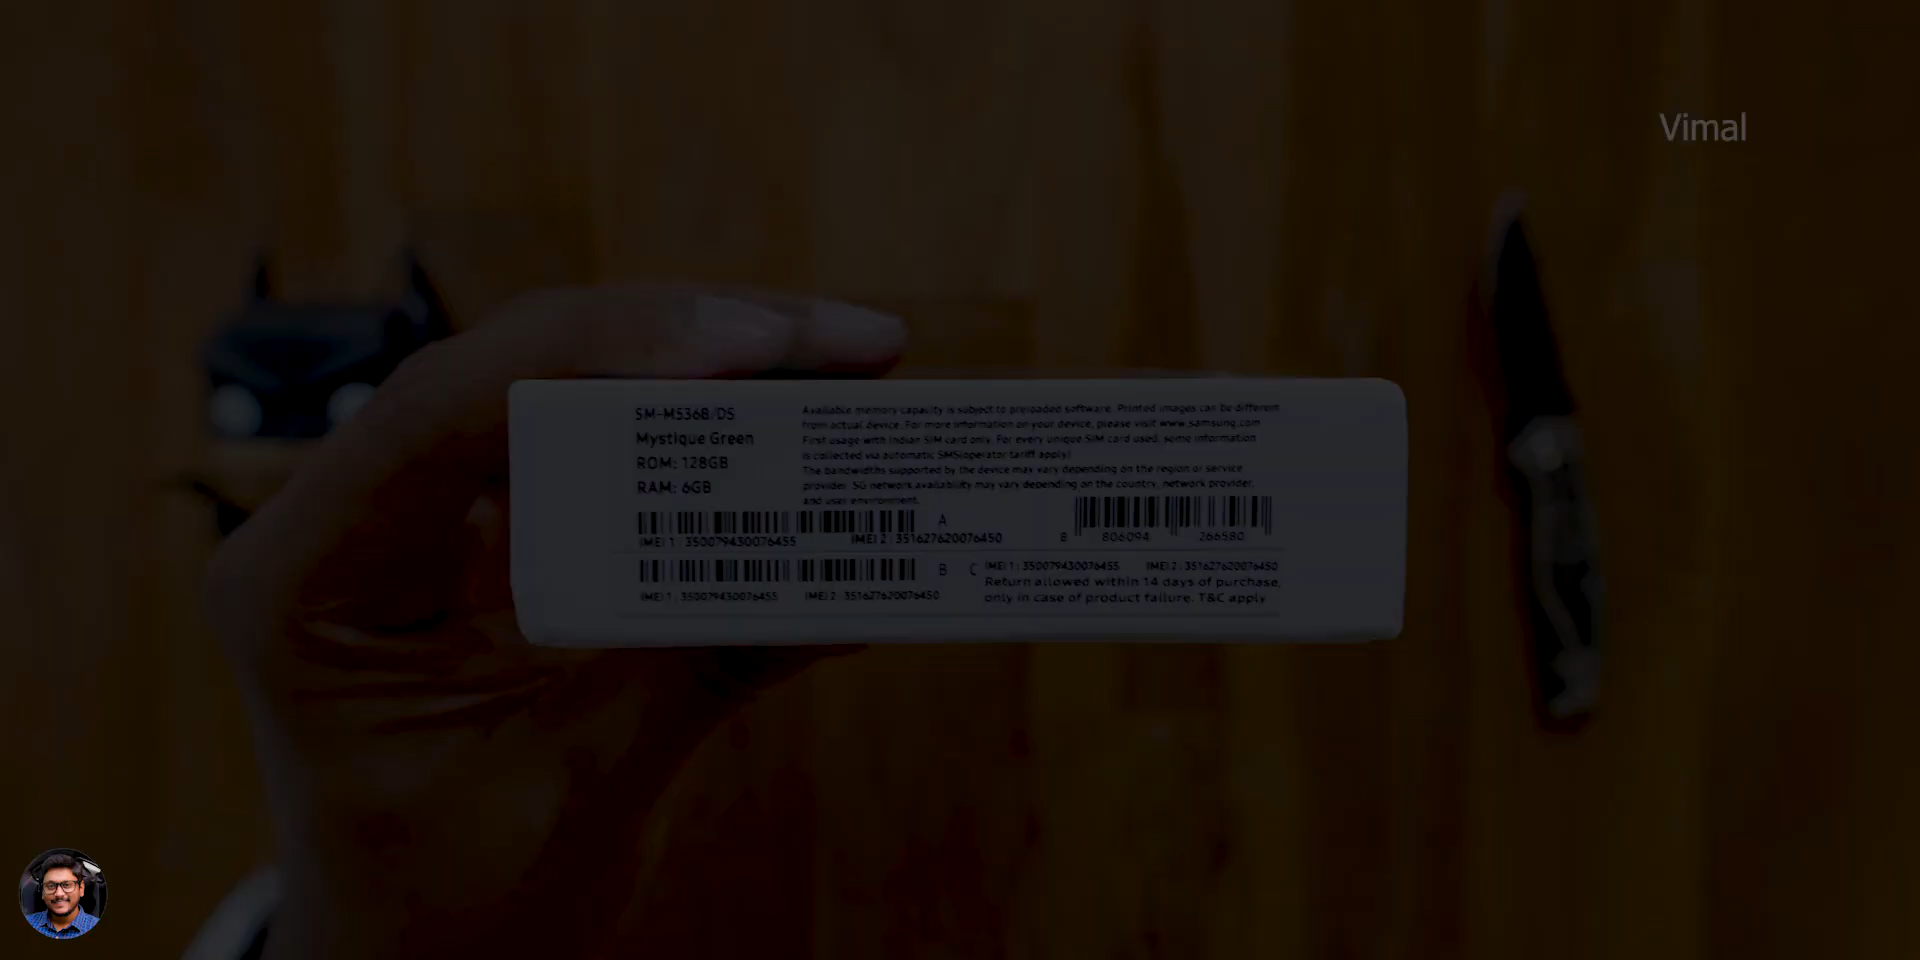 Vimal
SM-M536B/DS
Mystique Green
ROM: 128GB
RAM: 6GB
Available memory capacity is subject to preloaded software. Printed images can be different
from actual device. For more information on your device, please visit www.samsung.com
First usage with Indian SIM card only. For every unique SIM card used, some information
is collected via automatic SMS(operator tariff apply)
The bandwidths supported by the device may vary depending on the region or service
provider. 5G network availability may vary depending on the country, network provider,
and user environment.
A
IMEI 1 : 350079430076455 IMEI 2 : 351627620076450
8 806094 266580
B
IMEI 1 : 350079430076455 IMEI 2 : 351627620076450
C IMEI 1 : 350079430076455 IMEI 2 : 351627620076450
Return allowed within 14 days of purchase,
only in case of product failure. T&C apply